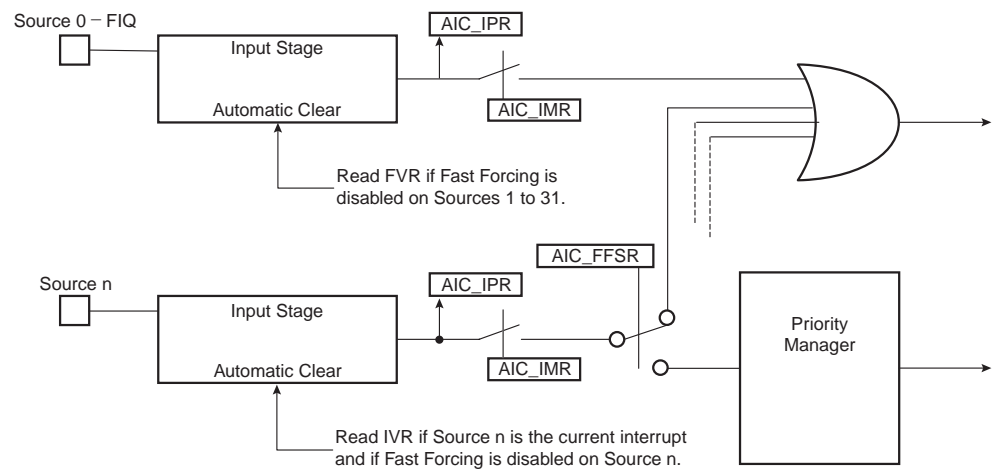 Source 0 – FIQ
AIC_IPR
Input Stage
Automatic Clear
AIC_IMR
Read FVR if Fast Forcing is
disabled on Sources 1 to 31.
AIC_FFSR
Source n
AIC_IPR
Input Stage
Priority
Manager
Automatic Clear
AIC_IMR
Read IVR if Source n is the current interrupt
and if Fast Forcing is disabled on Source n.